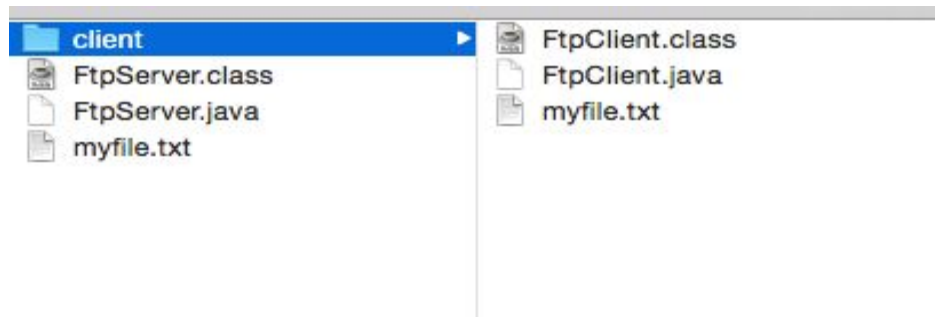 client
FtpServer.class
FtpServer.java
myfile.txt
FtpClient.class
FtpClient.java
myfile.txt